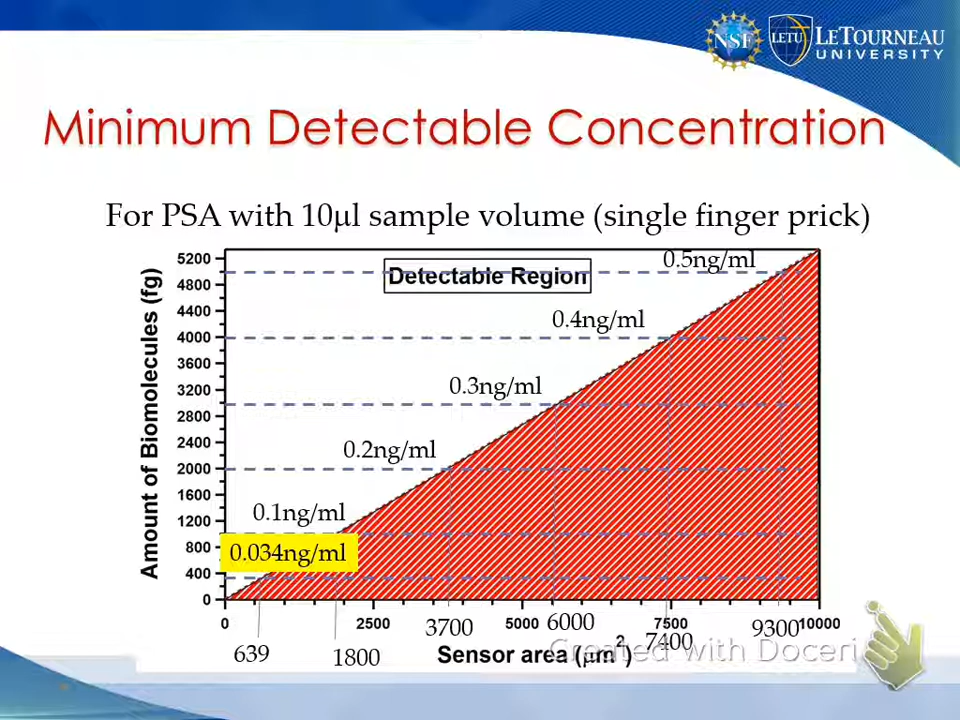 NSF
LETU
LETOURNEAU
UNIVERSITY
Minimum Detectable Concentration
For PSA with 10µl sample volume (single finger prick)
Amount of Biomolecules (fg)
5200
4800
4400
4000
3600
3200
2800
2400
2000
1600
1200
800
400
0
Detectable Region
0.5ng/ml
0.4ng/ml
0.3ng/ml
0.2ng/ml
0.1ng/ml
0.034ng/ml
0 2500 5000 7500 10000
639 1800 3700 6000 7400 9300
Sensor area (µm²)
Created with Doceri